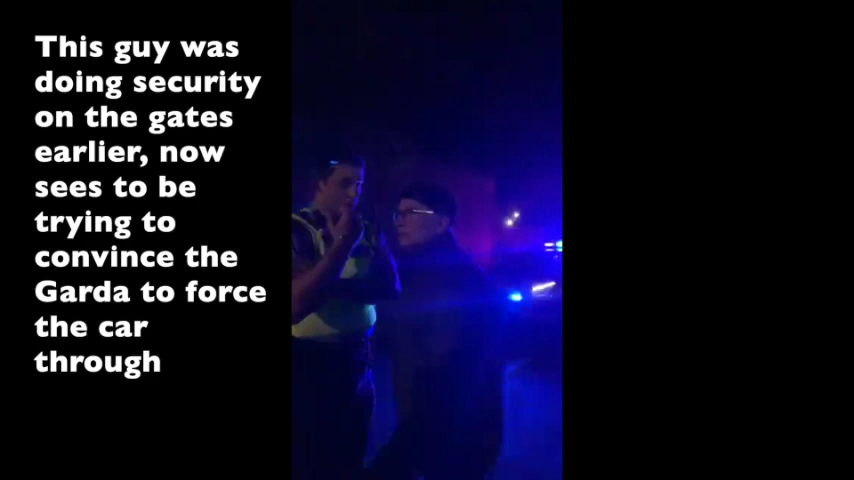 This guy was
doing security
on the gates
earlier, now
sees to be
trying to
convince the
Garda to force
the car
through